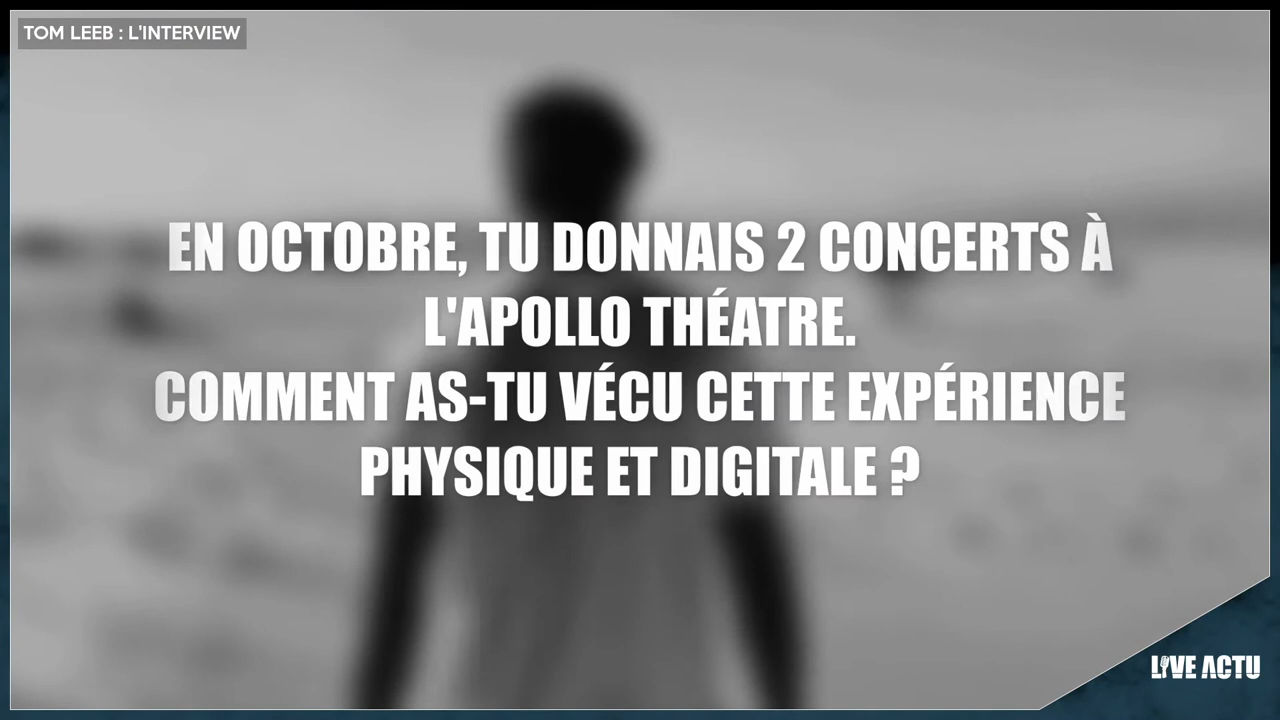 TOM LEEB : L'INTERVIEW
EN OCTOBRE, TU DONNAIS 2 CONCERTS À
L'APOLLO THÉATRE.
COMMENT AS-TU VÉCU CETTE EXPÉRIENCE
PHYSIQUE ET DIGITALE ?
LIVE ACTU